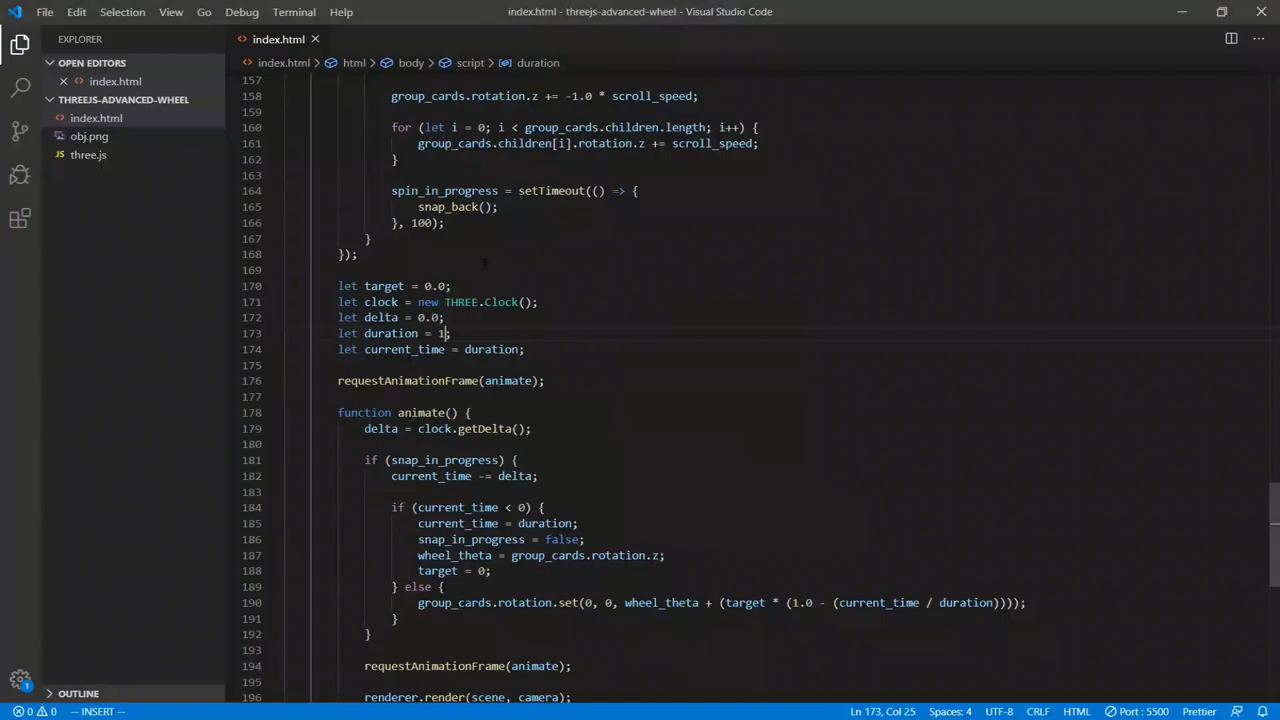 File Edit Selection View Go Debug Terminal Help
index.html - threejs-advanced-wheel - Visual Studio Code
EXPLORER
OPEN EDITORS
index.html
THREEJS-ADVANCED-WHEEL
index.html
obj.png
three.js
OUTLINE
index.html
index.html > html > body > script > duration
157
158 group_cards.rotation.z += -1.0 * scroll_speed;
159
160 for (let i = 0; i < group_cards.children.length; i++) {
161 group_cards.children[i].rotation.z += scroll_speed;
162 }
163
164 spin_in_progress = setTimeout(() => {
165 snap_back();
166 }, 100);
167 }
168 });
169
170 let target = 0.0;
171 let clock = new THREE.Clock();
172 let delta = 0.0;
173 let duration = 1;
174 let current_time = duration;
175
176 requestAnimationFrame(animate);
177
178 function animate() {
179 delta = clock.getDelta();
180
181 if (snap_in_progress) {
182 current_time -= delta;
183
184 if (current_time < 0) {
185 current_time = duration;
186 snap_in_progress = false;
187 wheel_theta = group_cards.rotation.z;
188 target = 0;
189 } else {
190 group_cards.rotation.set(0, 0, wheel_theta + (target * (1.0 - (current_time / duration))));
191 }
192 }
193
194 requestAnimationFrame(animate);
195
196 renderer.render(scene, camera);
1
0 0 -- INSERT -- Ln 173, Col 25 Spaces: 4 UTF-8 CRLF HTML Port : 5500 Prettier